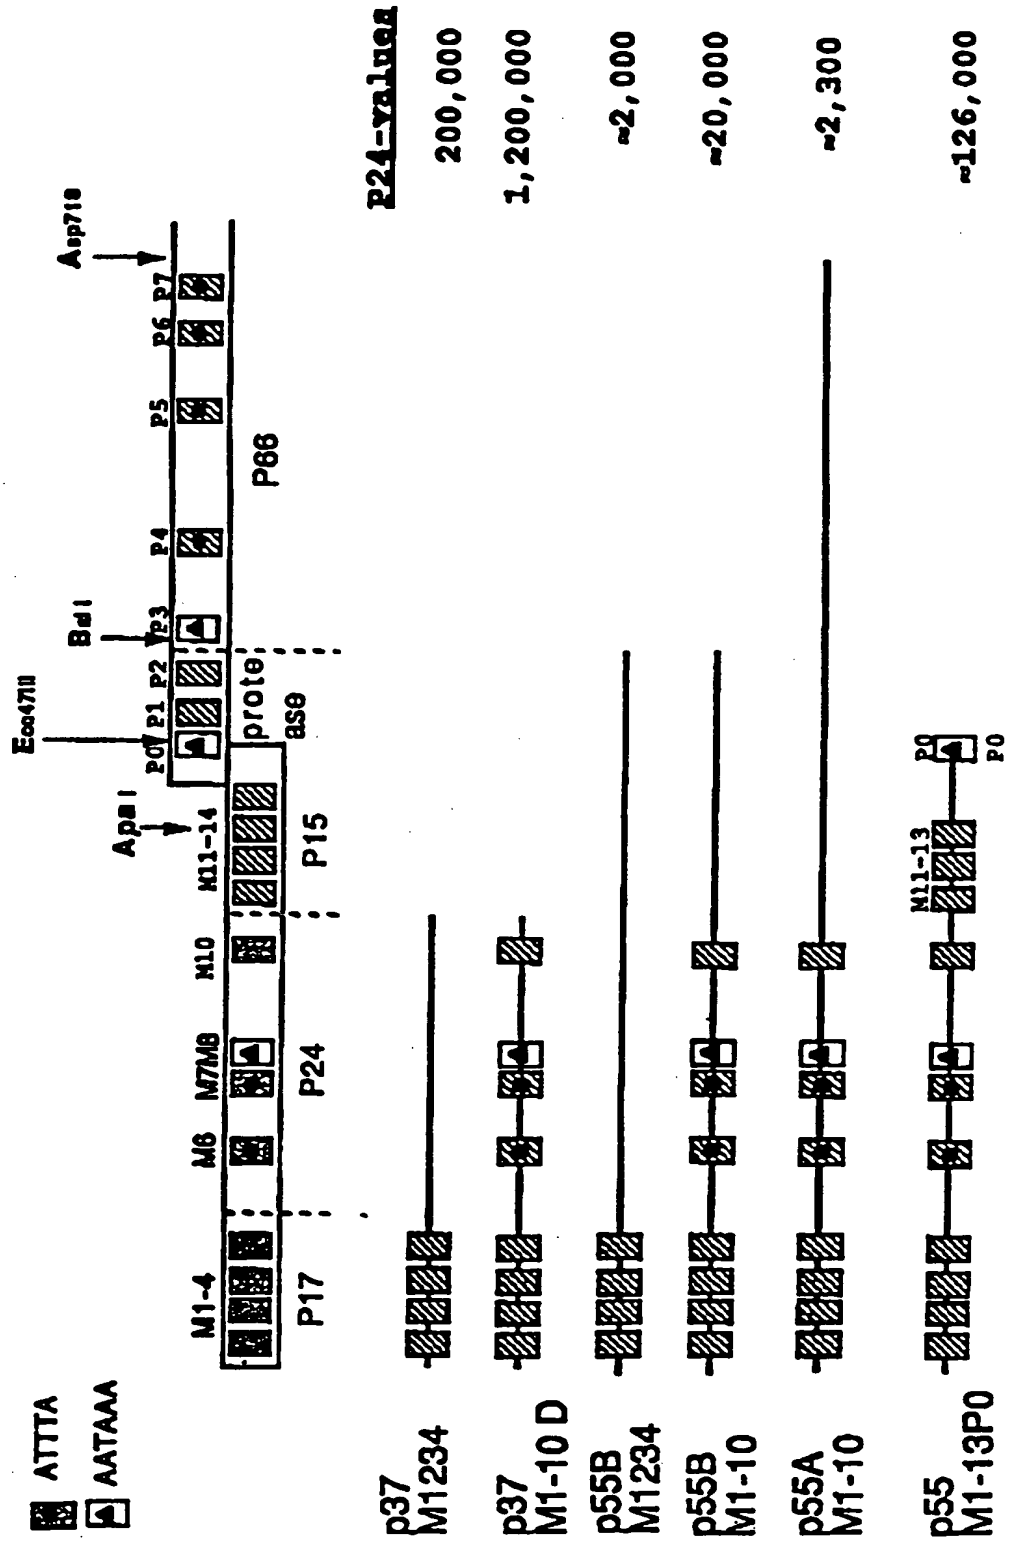 ATTTA
AATAAA
Eco47III
Apa I
Bal I
Asp718
M1-4
M6
M7M8
M10
M11-14
P0
P1
P2
P3
P4
P5
P6
P7
P17
P24
P15
prote
ase
P66
P24-values
p37
M1234
200,000
p37
M1-10 D
1,200,000
p55B
M1234
≈2,000
p55B
M1-10
≈20,000
p55A
M1-10
≈2,300
p55
M1-13P0
M11-13
P0
P0
≈126,000